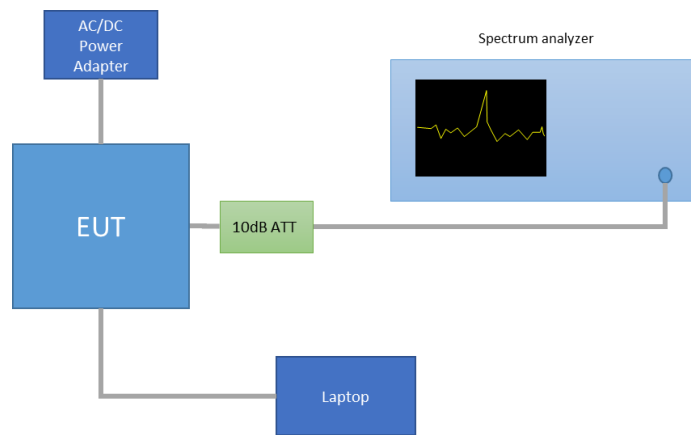 AC/DC
Power
Adapter
Spectrum analyzer
EUT
10dB ATT
Laptop